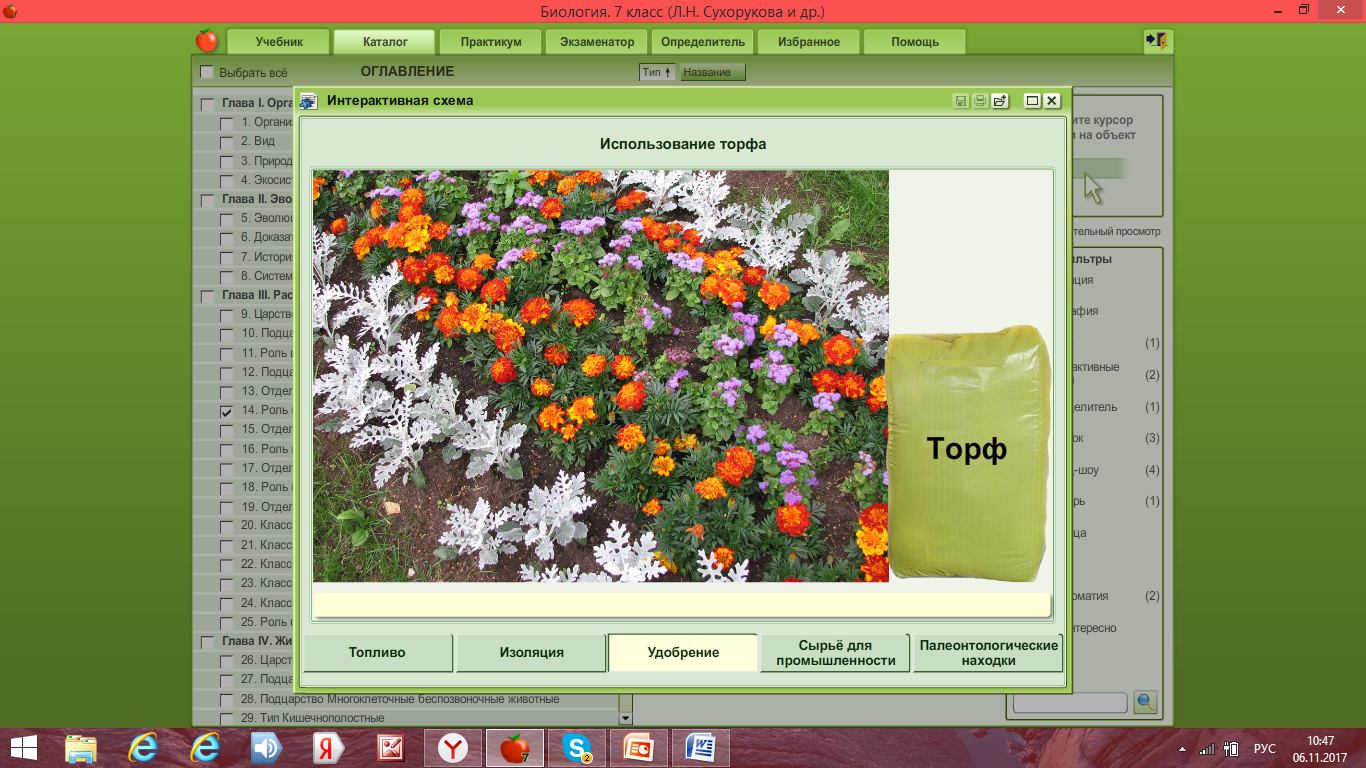 Биология. 7 класс (Л.Н. Сухорукова и др.)
Учебник
Каталог
Практикум
Экзаменатор
Определитель
Избранное
Помощь
Выбрать всё
ОГЛАВЛЕНИЕ
Тип
Название
Глава I. Орга
1. Органи
2. Вид
3. Природ
4. Экосис
Глава II. Эво
5. Эволюц
6. Доказат
7. История
8. Систем
Глава III. Рас
9. Царство
10. Подца
11. Роль в
12. Подца
13. Отдел
14. Роль
15. Отдел
16. Роль
17. Отдел
18. Роль
19. Отдел
20. Класс
21. Класс
22. Класс
23. Класс
24. Класс
25. Роль
Глава IV. Жи
26. Царст
27. Подца
28. Подцарство Многоклеточные беспозвоночные животные
29. Тип Кишечнополостные
Интерактивная схема
Использование торфа
Торф
Топливо
Изоляция
Удобрение
Сырьё для
промышленности
Палеонтологические
находки
ите курсор
и на объект
тельный просмотр
льтры
ция
афия
(1)
активные
(2)
елитель (1)
ок (3)
-шоу (4)
рь (1)
ца
оматия (2)
нтересно
7
2
РУС
10:47
06.11.2017